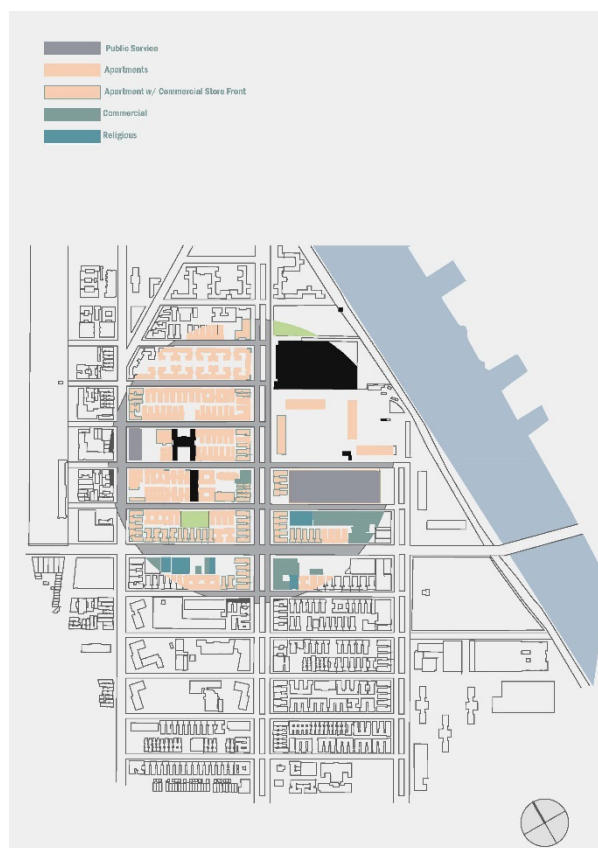 Public Service
Apartments
Apartment w/ Commercial Store Front
Commercial
Religious